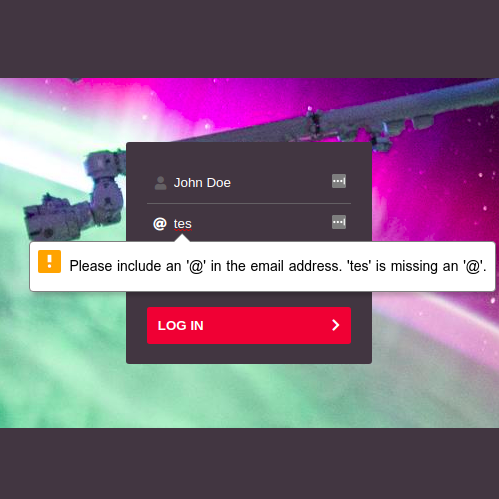 John Doe
@ tes
Please include an '@' in the email address. 'tes' is missing an '@'.
LOG IN